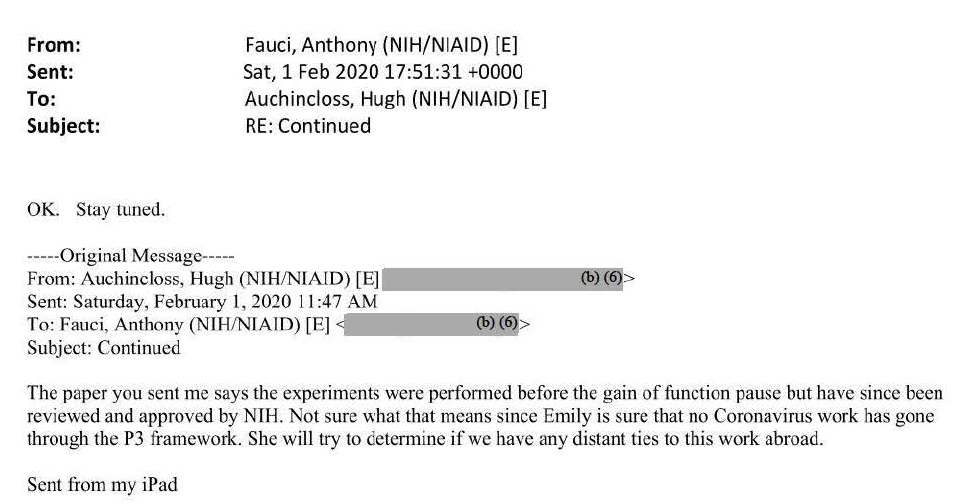 From: Fauci, Anthony (NIH/NIAID) [E]
Sent: Sat, 1 Feb 2020 17:51:31 +0000
To: Auchincloss, Hugh (NIH/NIAID) [E]
Subject: RE: Continued
OK. Stay tuned.
-----Original Message-----
From: Auchincloss, Hugh (NIH/NIAID) [E] (b) (6)>
Sent: Saturday, February 1, 2020 11:47 AM
To: Fauci, Anthony (NIH/NIAID) [E] < (b) (6)>
Subject: Continued
The paper you sent me says the experiments were performed before the gain of function pause but have since been
reviewed and approved by NIH. Not sure what that means since Emily is sure that no Coronavirus work has gone
through the P3 framework. She will try to determine if we have any distant ties to this work abroad.
Sent from my iPad